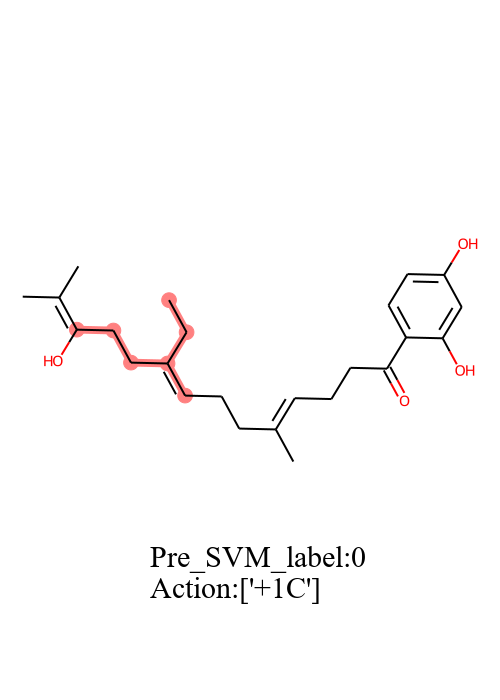 OH
HO
OH
O
Pre_SVM_label:0
Action:['+1C']